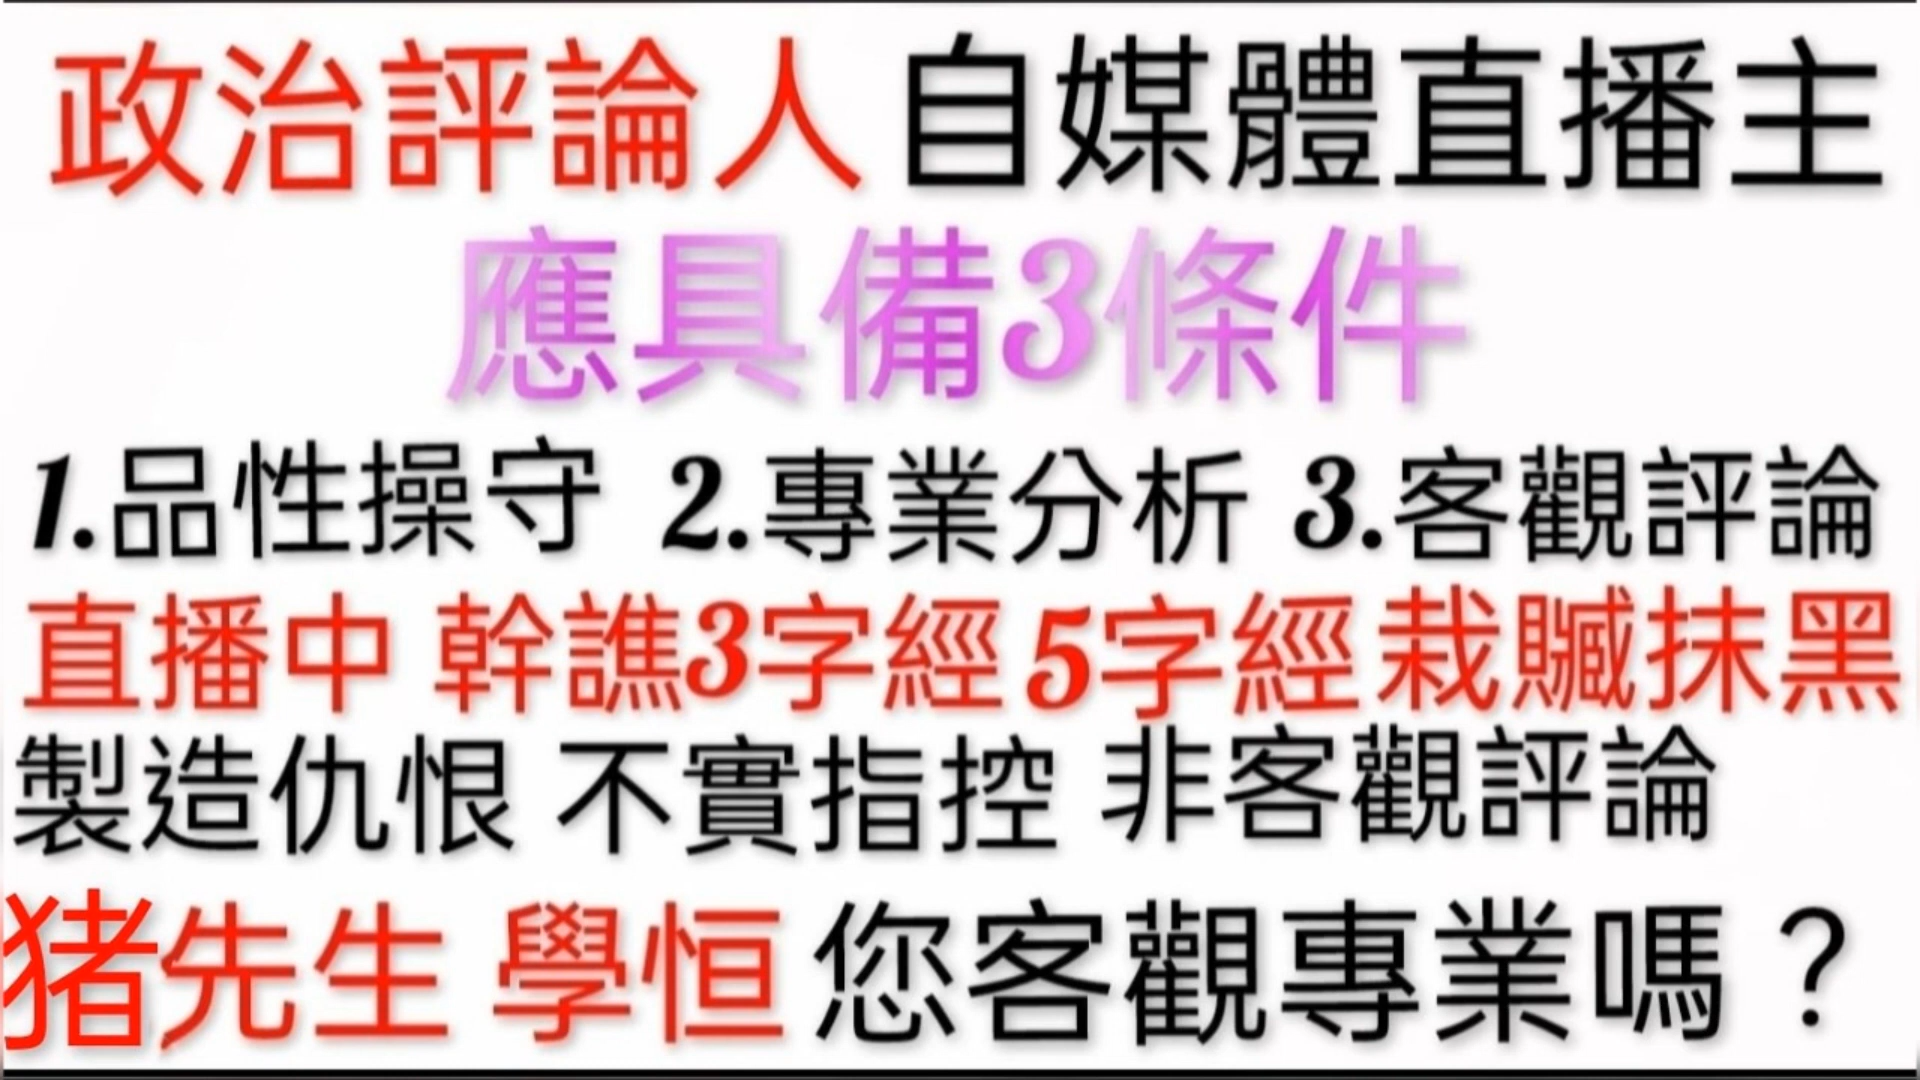 政治評論人 自媒體直播主
應具備3條件
1.品性操守 2.專業分析 3.客觀評論
直播中 幹譙3字經 5字經 栽贓抹黑
製造仇恨 不實指控 非客觀評論
猪先生 學恒 您客觀專業嗎？